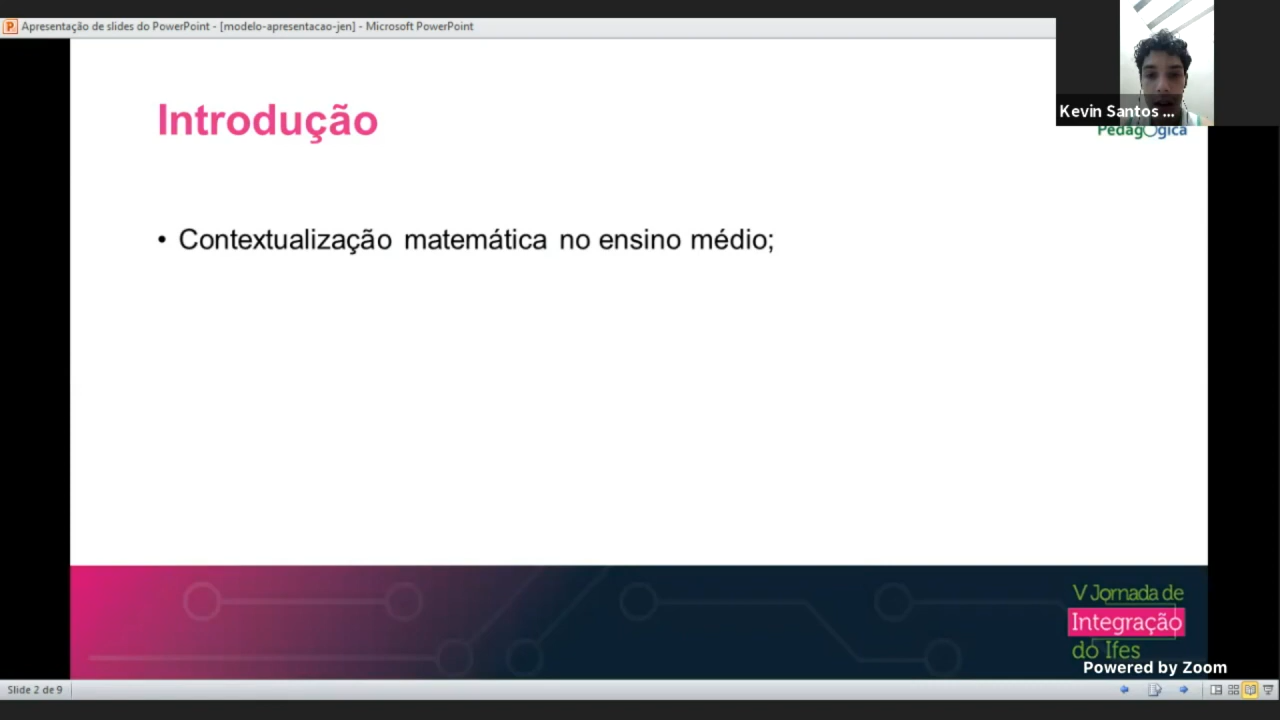 Apresentação de slides do PowerPoint - [modelo-apresentacao-jen] - Microsoft PowerPoint
Kevin Santos ...
Pedagógica
Introdução
• Contextualização matemática no ensino médio;
V Jornada de
Integração
do Ifes
Powered by Zoom
Slide 2 de 9